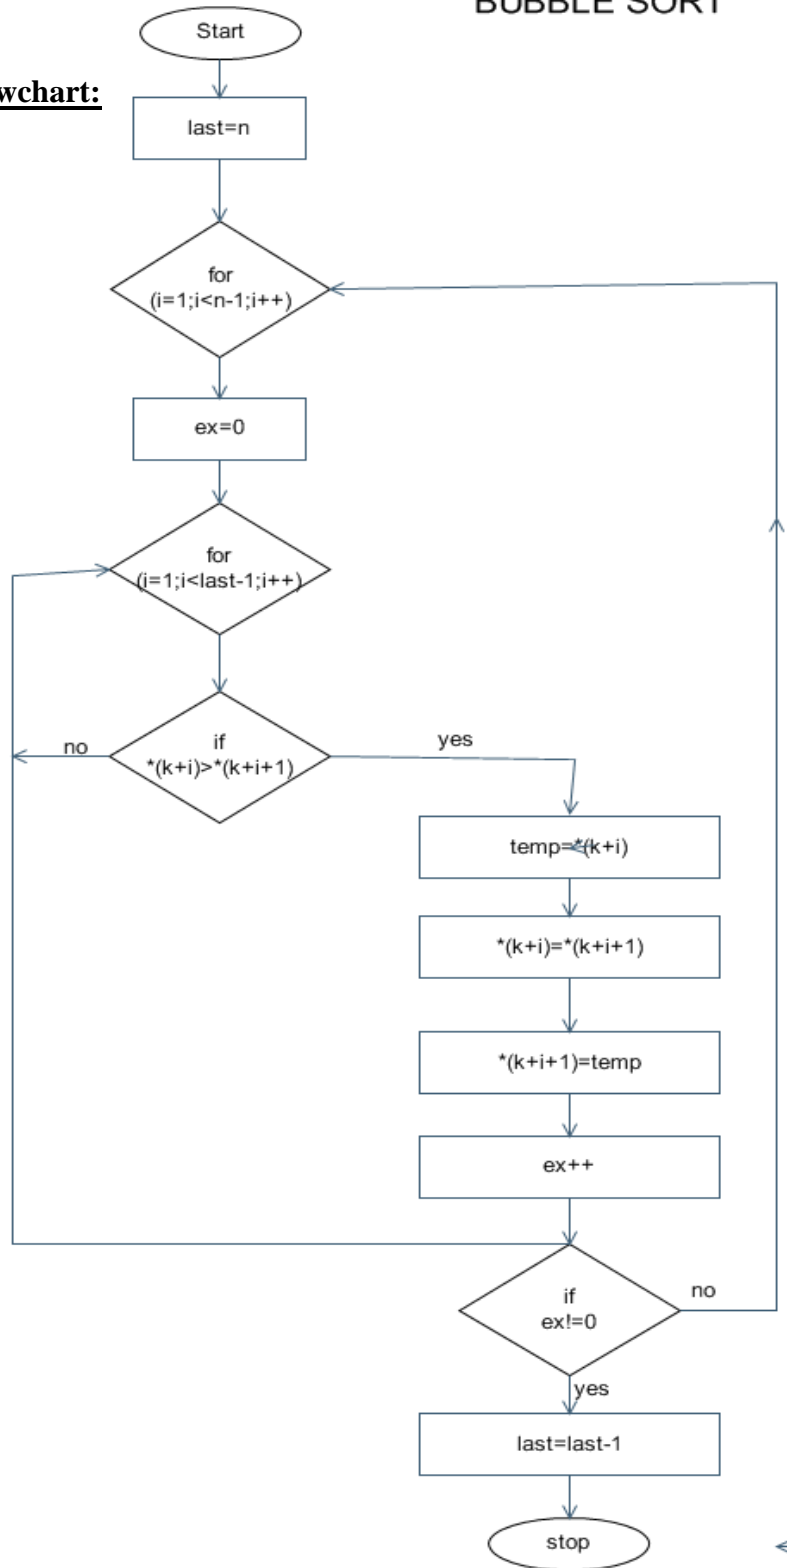 BUBBLE SORT
Start
wchart:
last=n
for
(i=1;i<n-1;i++)
ex=0
for
(i=1;i<last-1;i++)
if
*(k+i)>*(k+i+1)
no
yes
temp=*(k+i)
*(k+i)=*(k+i+1)
*(k+i+1)=temp
ex++
if
ex!=0
no
yes
last=last-1
stop